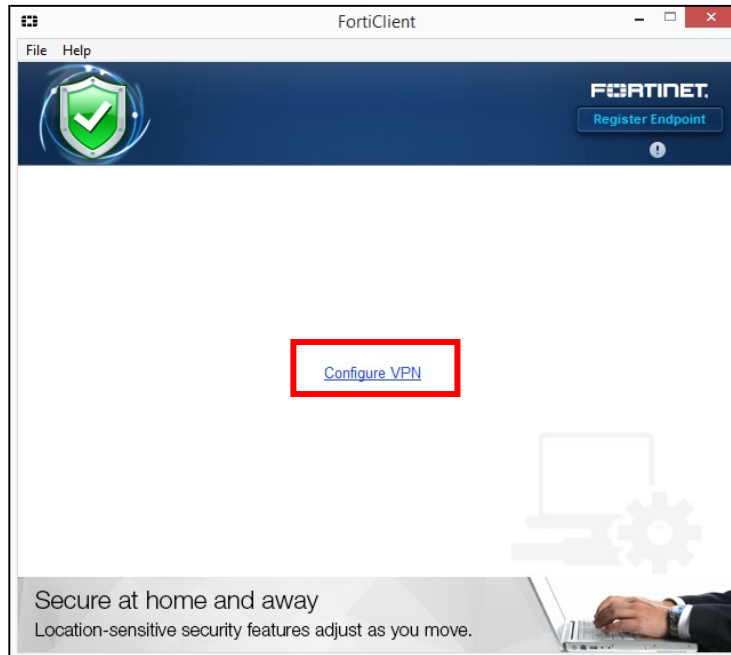 FortiClient
File Help
FORTINET.
Register Endpoint
Configure VPN
Secure at home and away
Location-sensitive security features adjust as you move.